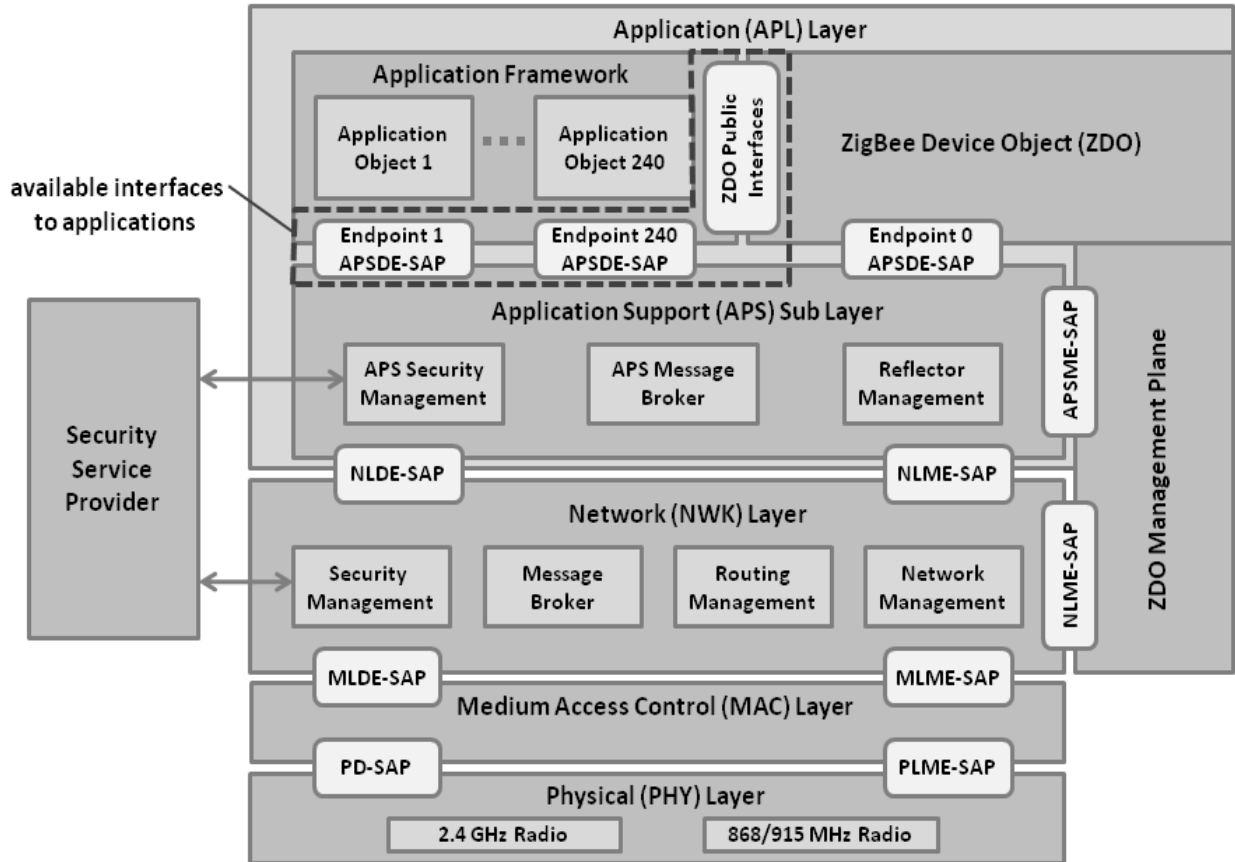 Application (APL) Layer
Application Framework
Application
Object 1
Application
Object 240
ZDO Public
Interfaces
ZigBee Device Object (ZDO)
available interfaces
to applications
Endpoint 1
APSDE-SAP
Endpoint 240
APSDE-SAP
Endpoint 0
APSDE-SAP
Application Support (APS) Sub Layer
APS Security
Management
APS Message
Broker
Reflector
Management
APSME-SAP
ZDO Management Plane
Security
Service
Provider
NLDE-SAP
NLME-SAP
Network (NWK) Layer
Security
Management
Message
Broker
Routing
Management
Network
Management
NLME-SAP
MLDE-SAP
MLME-SAP
Medium Access Control (MAC) Layer
PD-SAP
PLME-SAP
Physical (PHY) Layer
2.4 GHz Radio
868/915 MHz Radio